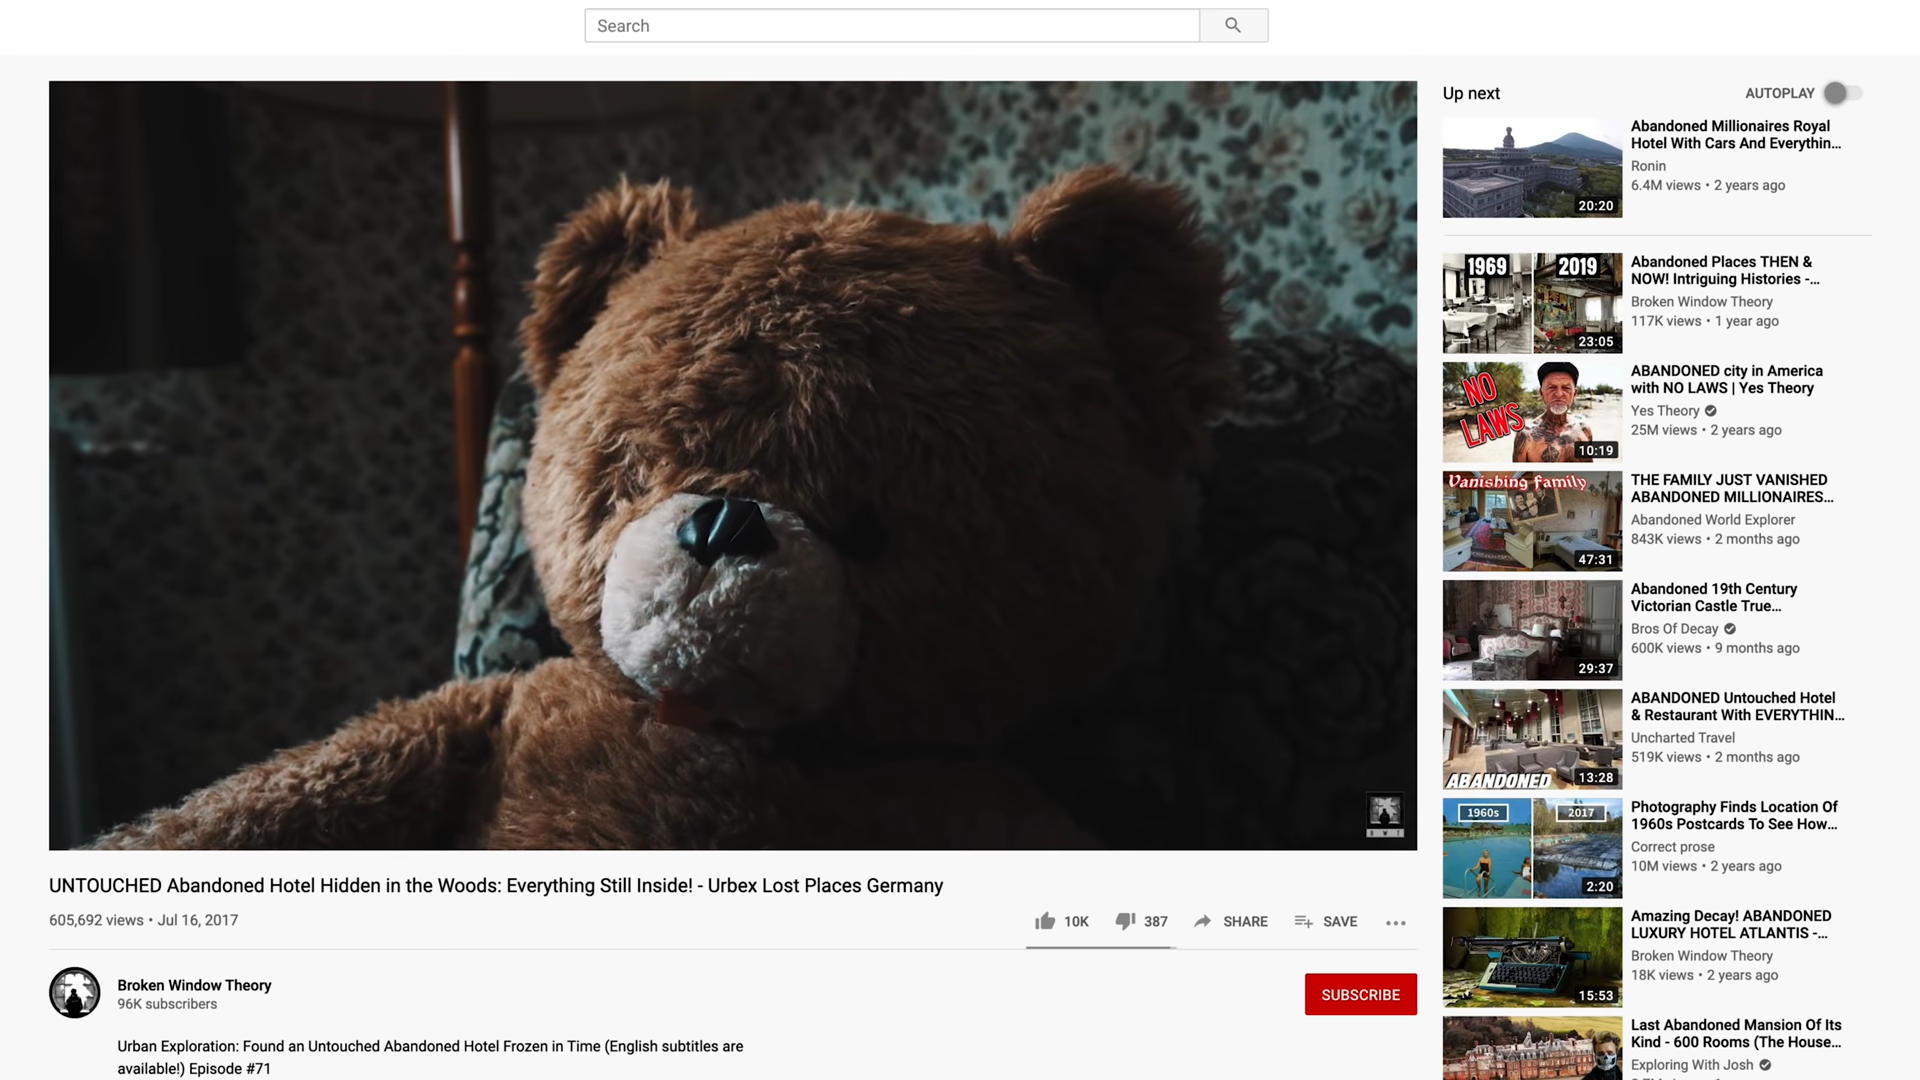 Search
Up next
AUTOPLAY
Abandoned Millionaires Royal
Hotel With Cars And Everythin...
Ronin
6.4M views • 2 years ago
20:20
1969
2019
23:05
Abandoned Places THEN &
NOW! Intriguing Histories -...
Broken Window Theory
117K views • 1 year ago
NO
LAWS
10:19
ABANDONED city in America
with NO LAWS | Yes Theory
Yes Theory
25M views • 2 years ago
Vanishing family
47:31
THE FAMILY JUST VANISHED
ABANDONED MILLIONAIRES...
Abandoned World Explorer
843K views • 2 months ago
29:37
Abandoned 19th Century
Victorian Castle True...
Bros Of Decay
600K views • 9 months ago
ABANDONED
13:28
ABANDONED Untouched Hotel
& Restaurant With EVERYTHIN...
Uncharted Travel
519K views • 2 months ago
1960s
2017
2:20
Photography Finds Location Of
1960s Postcards To See How...
Correct prose
10M views • 2 years ago
15:53
Amazing Decay! ABANDONED
LUXURY HOTEL ATLANTIS -...
Broken Window Theory
18K views • 2 years ago
Last Abandoned Mansion Of Its
Kind - 600 Rooms (The House...
Exploring With Josh
BWT
UNTOUCHED Abandoned Hotel Hidden in the Woods: Everything Still Inside! - Urbex Lost Places Germany
605,692 views • Jul 16, 2017
10K
387
SHARE
SAVE
Broken Window Theory
96K subscribers
SUBSCRIBE
Urban Exploration: Found an Untouched Abandoned Hotel Frozen in Time (English subtitles are
available!) Episode #71